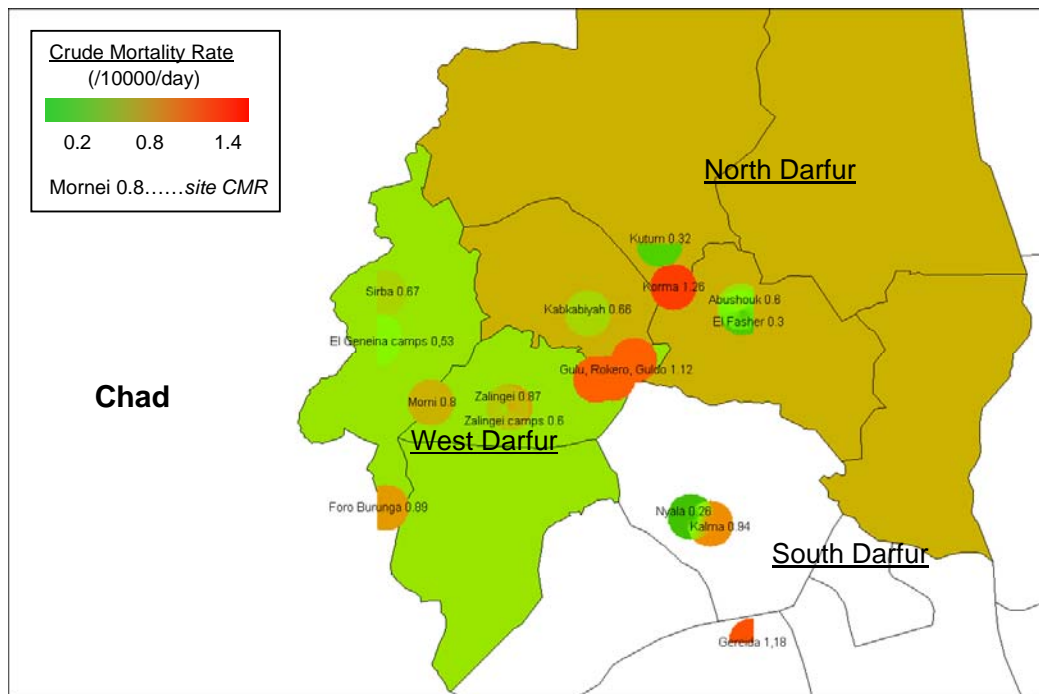 Crude Mortality Rate
(/10000/day)
0.2 0.8 1.4
Mornei 0.8……site CMR
North Darfur
Kutum 0.32
Korma 1.26
Sirba 0.67
Abushouk 0.6
Kabkabiyah 0.66
El Fasher 0.3
El Geneina camps 0,53
Gulu, Rokero, Guldo 1.12
Chad
Morni 0.8
Zalingei 0.87
Zalingei camps 0.6
West Darfur
Foro Burunga 0.89
Nyala 0.26
Kalma 0.94
South Darfur
Gereida 1,18